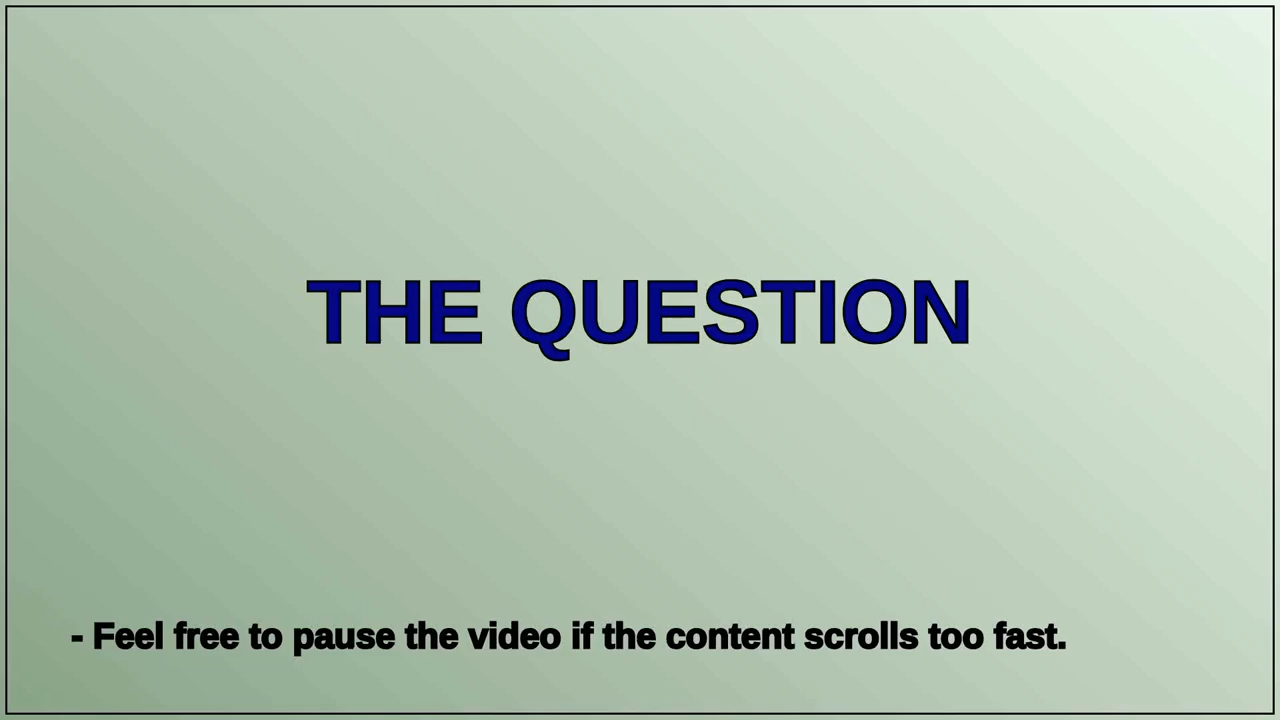 THE QUESTION
- Feel free to pause the video if the content scrolls too fast.